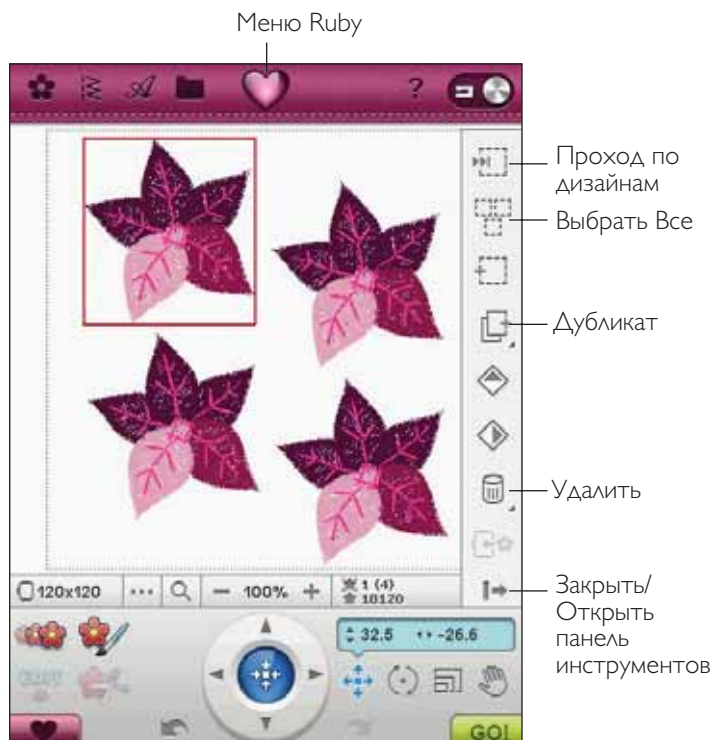 Меню Ruby
?
Проход по
дизайнам
Выбрать Все
Дубликат
Удалить
Закрыть/
Открыть
панель
инструментов
120x120 ... — 100% + 1 (4)
10120
32.5 -26.6
GO!